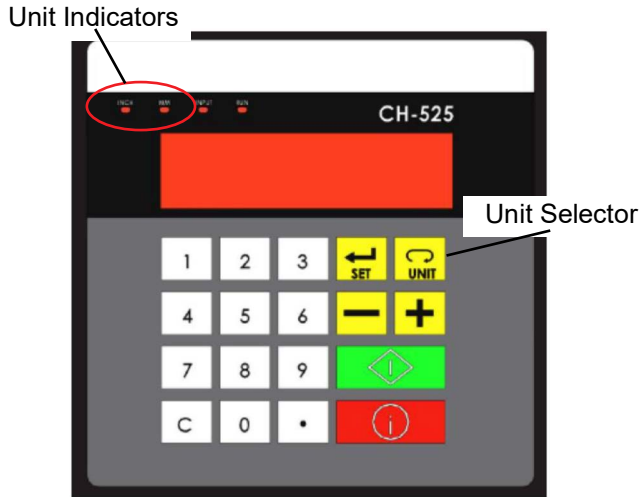 Unit Indicators
INCH MM INPUT RUN
CH-525
Unit Selector
1 2 3 SET UNIT
4 5 6 − +
7 8 9
C 0 •